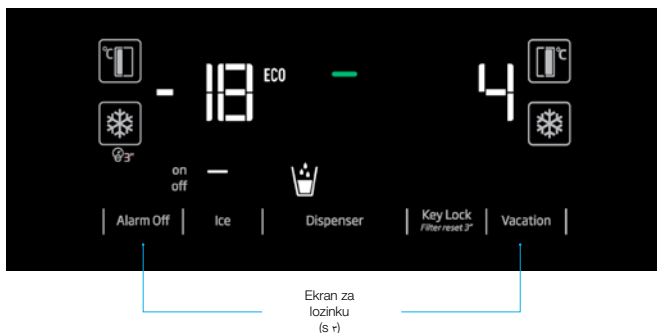 °C °C
- 18 ECO 4
3"
on
off
Alarm Off Ice Dispenser Key Lock Vacation
Filter reset 3"
Ekran za
lozinku
(s ٣)